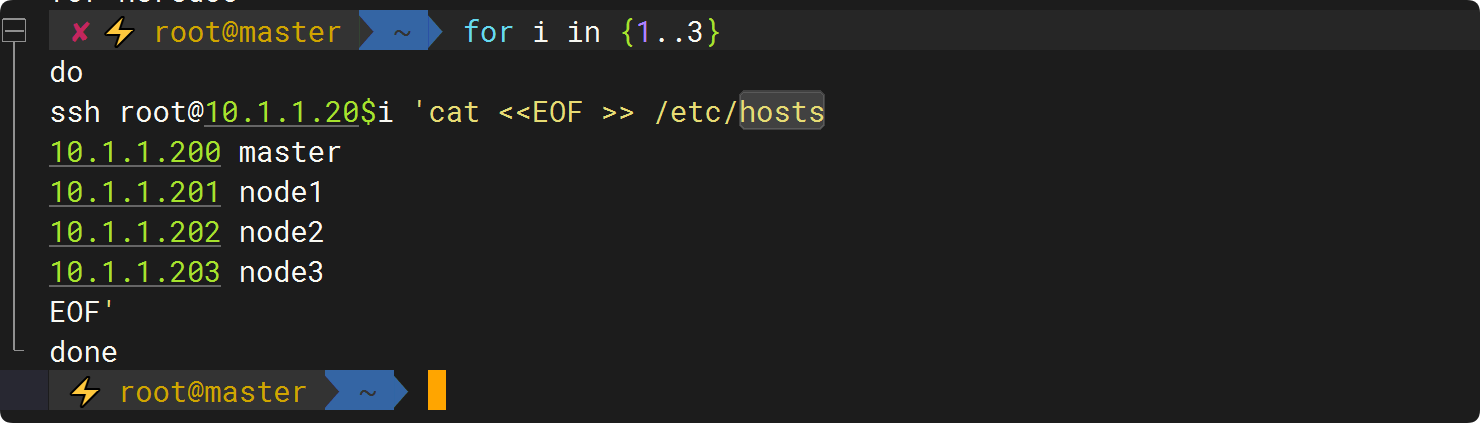 ✘ ⚡ root@master ~ for i in {1..3}
do
ssh root@10.1.1.20$i 'cat <<EOF >> /etc/hosts
10.1.1.200 master
10.1.1.201 node1
10.1.1.202 node2
10.1.1.203 node3
EOF'
done
⚡ root@master ~